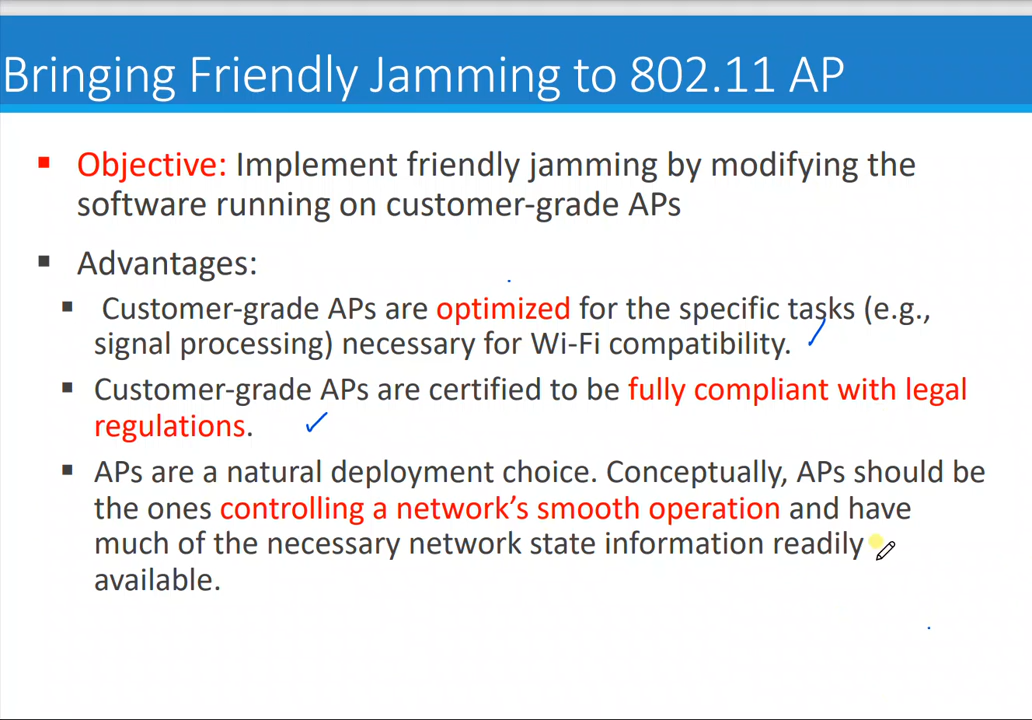 Bringing Friendly Jamming to 802.11 AP
Objective: Implement friendly jamming by modifying the
software running on customer-grade APs
Advantages:
Customer-grade APs are optimized for the specific tasks (e.g.,
signal processing) necessary for Wi-Fi compatibility.
Customer-grade APs are certified to be fully compliant with legal
regulations.
APs are a natural deployment choice. Conceptually, APs should be
the ones controlling a network’s smooth operation and have
much of the necessary network state information readily
available.